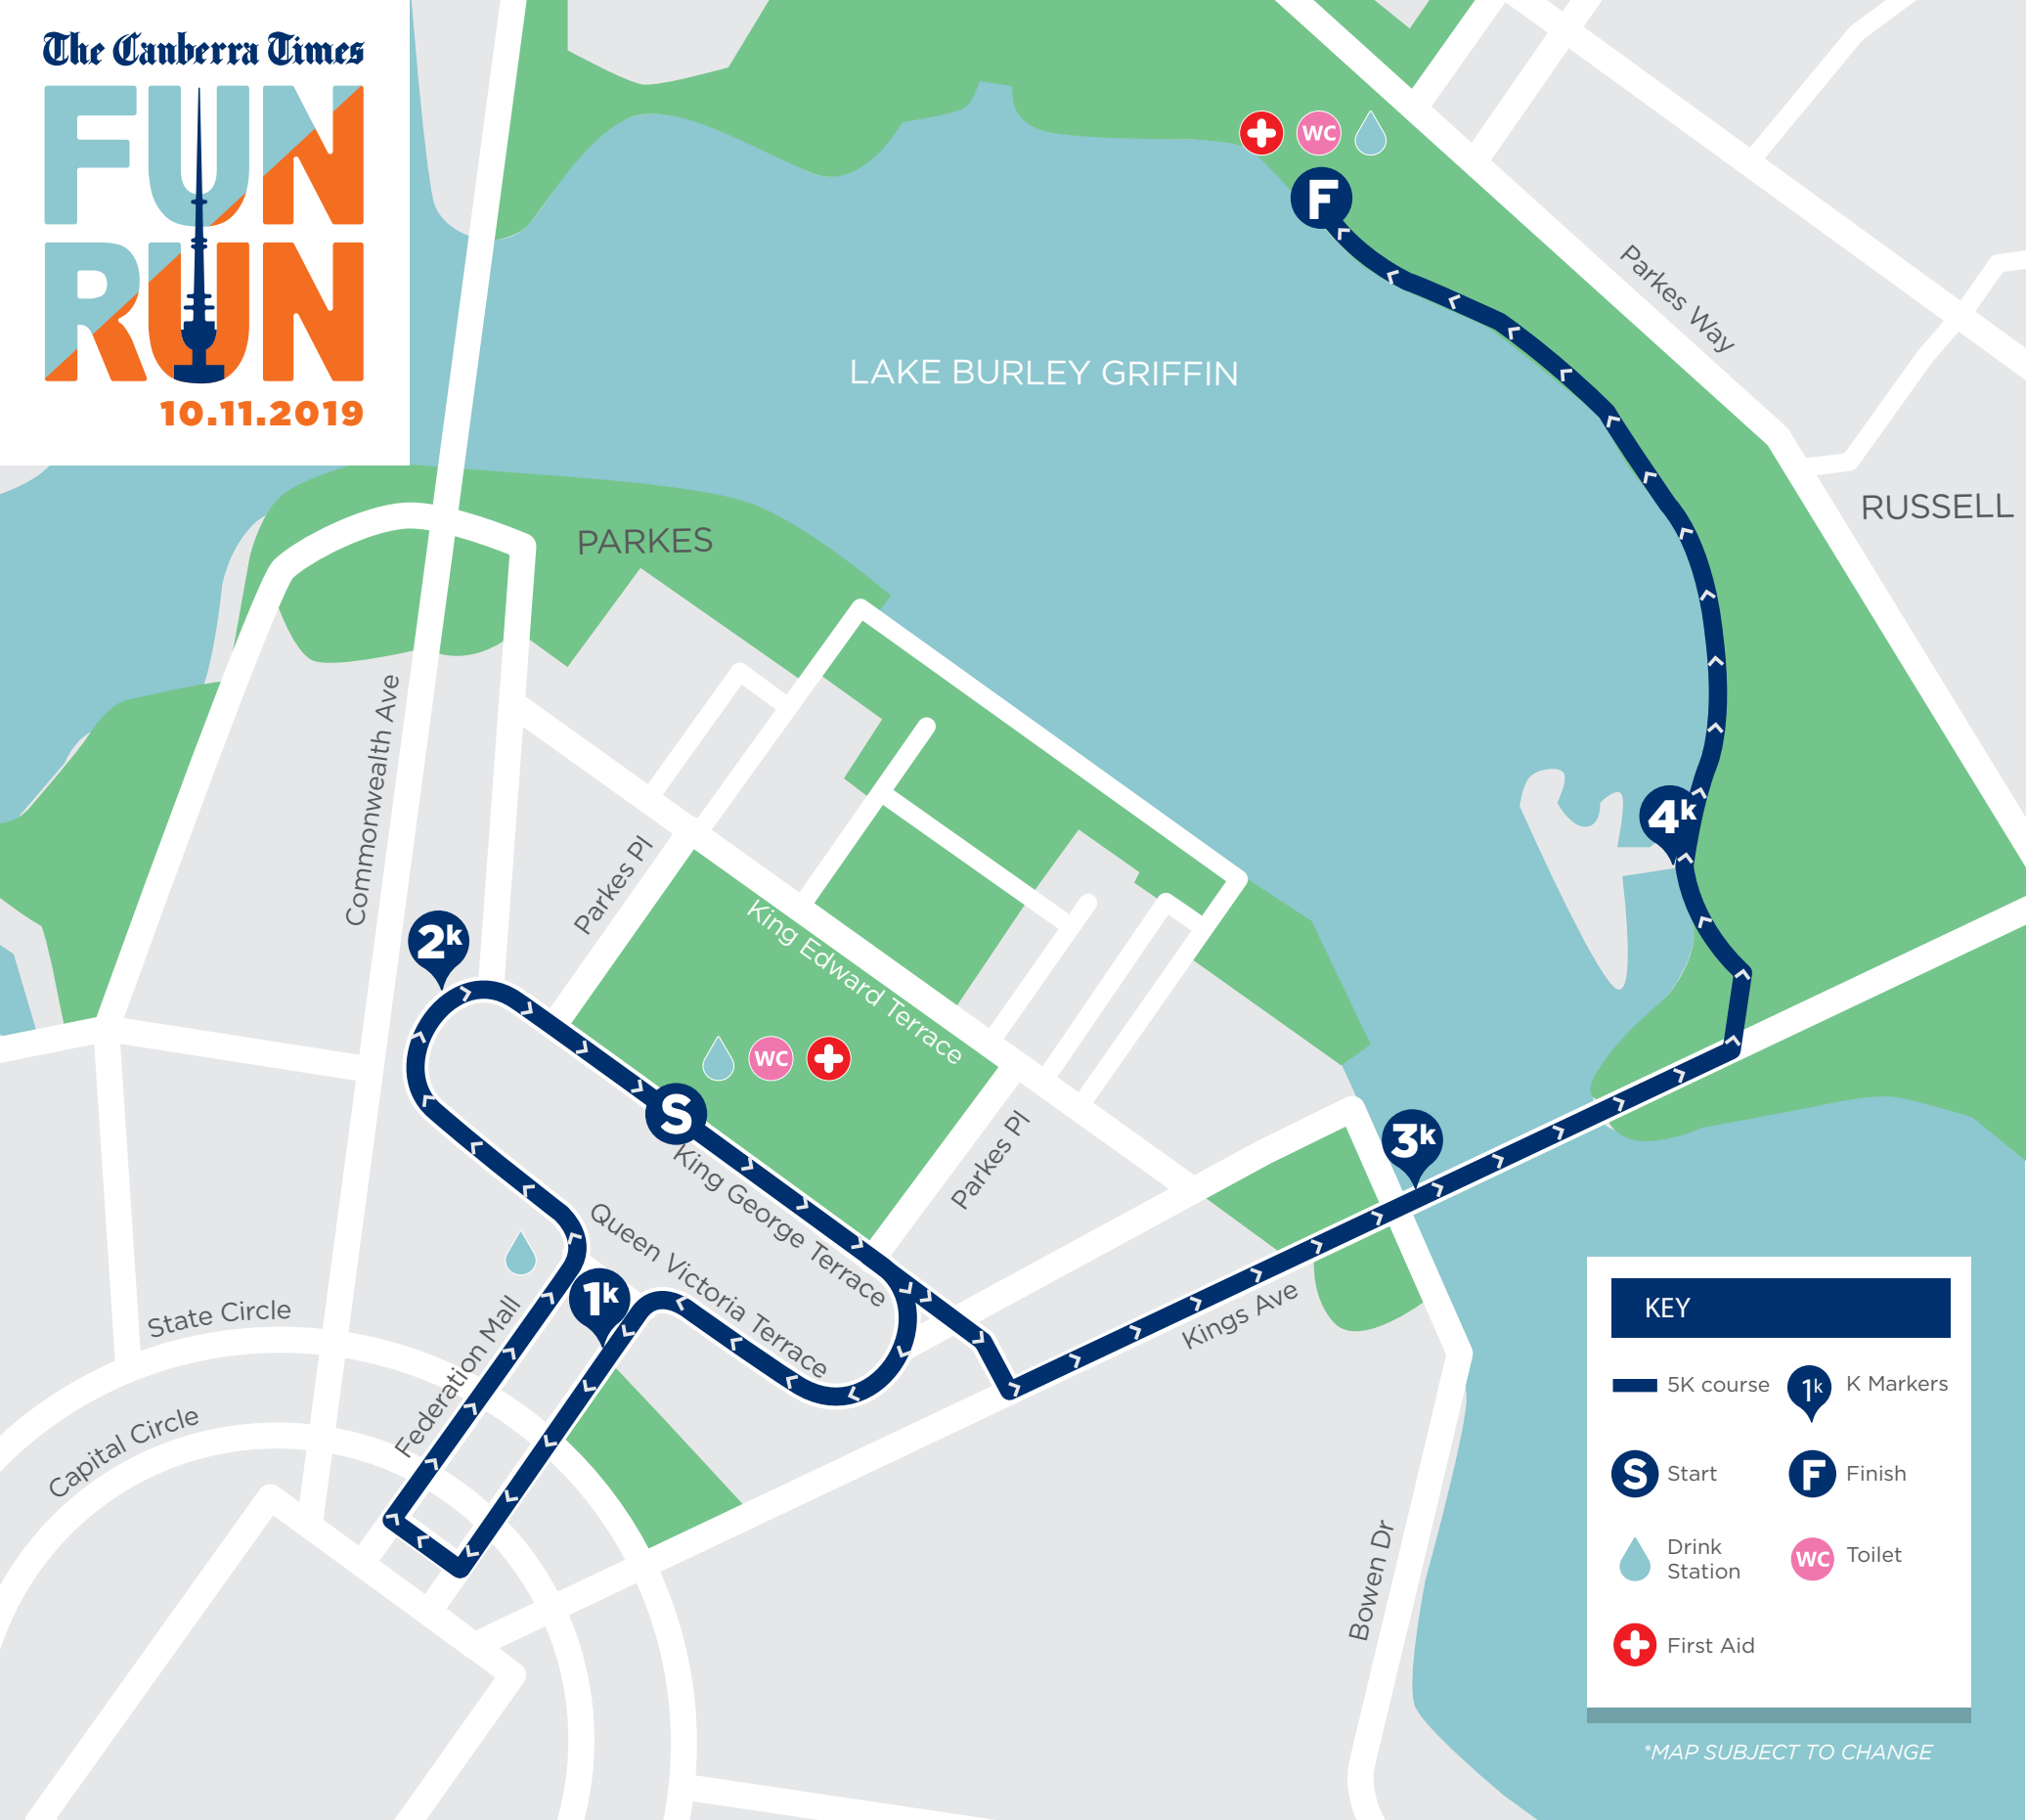 The Canberra Times
FUN
RUN
10.11.2019
WC
F
Parkes Way
LAKE BURLEY GRIFFIN
RUSSELL
PARKES
Commonwealth Ave
4k
Parkes Pl
King Edward Terrace
2k
WC
S
Parkes Pl
3k
King George Terrace
Queen Victoria Terrace
1k
Kings Ave
State Circle
Federation Mall
Capital Circle
Bowen Dr
KEY
5K course
1k K Markers
S Start
F Finish
Drink
Station
WC Toilet
First Aid
*MAP SUBJECT TO CHANGE